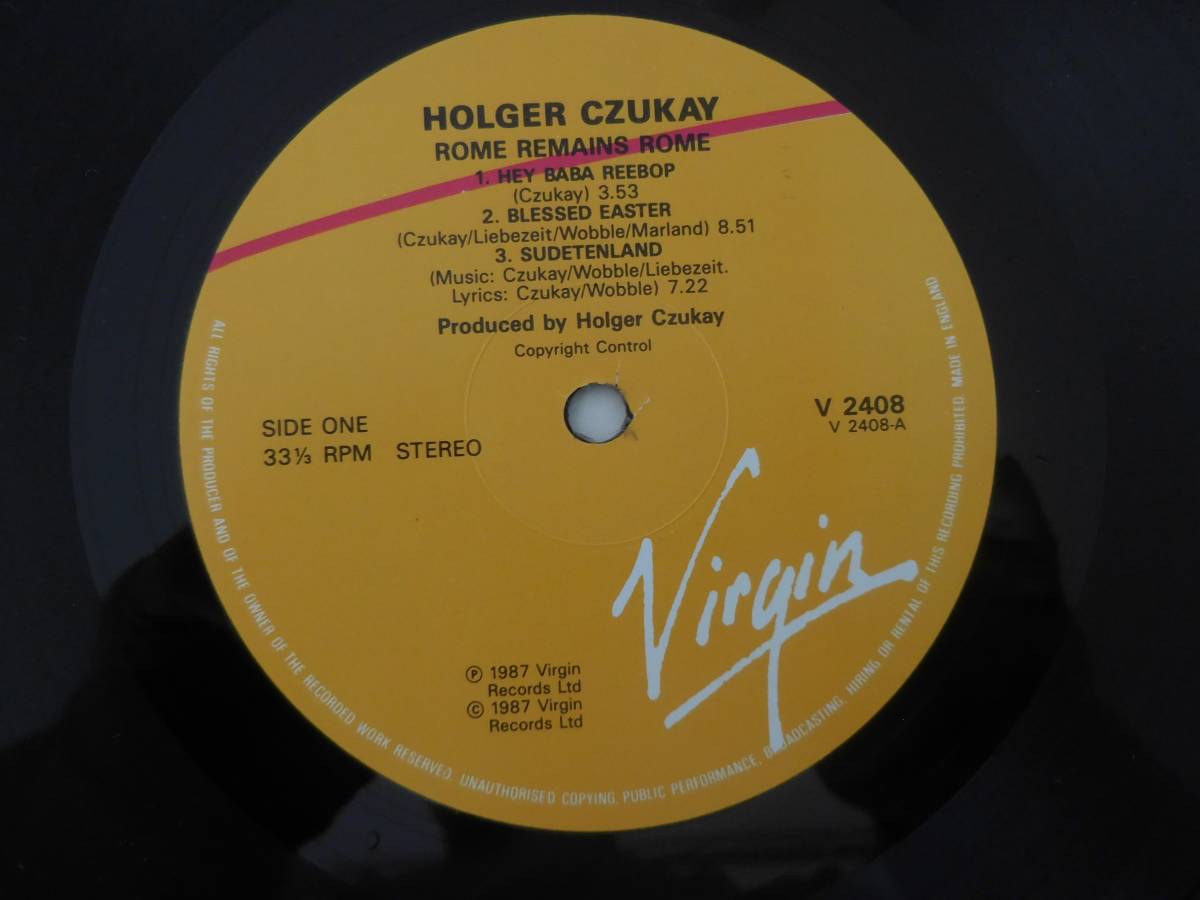 HOLGER CZUKAY
ROME REMAINS ROME
1. HEY BABA REEBOP
(Czukay) 3.53
2. BLESSED EASTER
(Czukay/Liebezeit/Wobble/Marland) 8.51
3. SUDETENLAND
(Music: Czukay/Wobble/Liebezeit.
Lyrics: Czukay/Wobble) 7.22
Produced by Holger Czukay
Copyright Control
SIDE ONE
33⅓ RPM STEREO
V 2408
V 2408-A
Virgin
℗ 1987 Virgin
Records Ltd
© 1987 Virgin
Records Ltd
ALL RIGHTS OF THE PRODUCER AND OF THE OWNER OF THE RECORDED WORK RESERVED. UNAUTHORISED COPYING, PUBLIC PERFORMANCE, BROADCASTING, HIRING OR RENTAL OF THIS RECORDING PROHIBITED. MADE IN ENGLAND